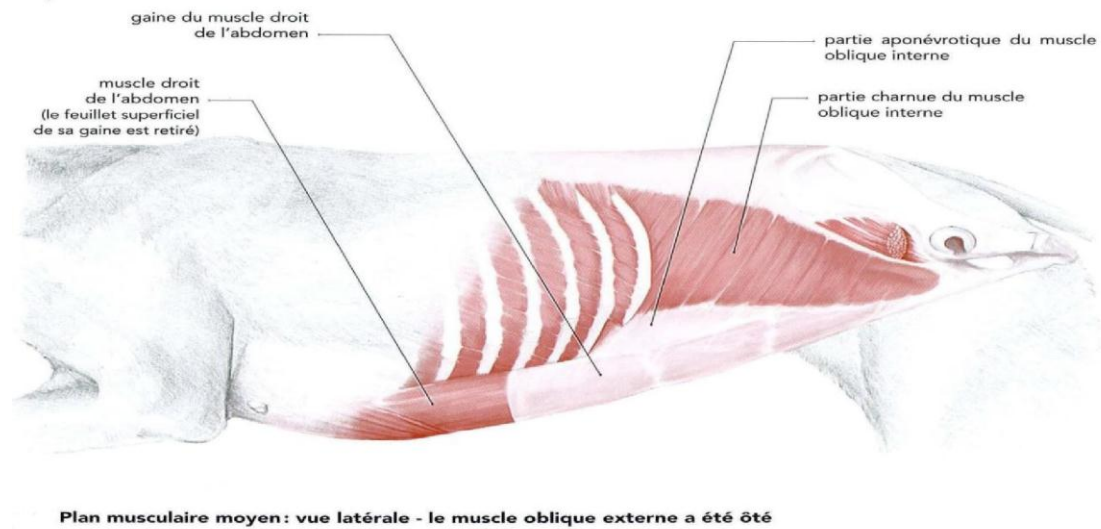 gaine du muscle droit
de l'abdomen
muscle droit
de l'abdomen
(le feuillet superficiel
de sa gaine est retiré)
partie aponévrotique du muscle
oblique interne
partie charnue du muscle
oblique interne
Plan musculaire moyen : vue latérale - le muscle oblique externe a été ôté